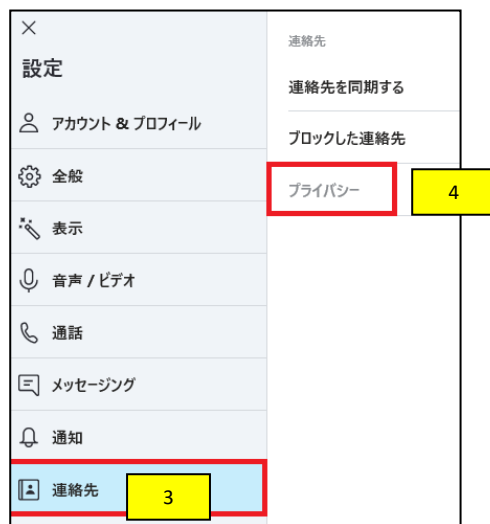 設定
アカウント & プロフィール
全般
表示
音声 / ビデオ
通話
メッセージング
通知
連絡先
3
連絡先
連絡先を同期する
ブロックした連絡先
プライバシー
4